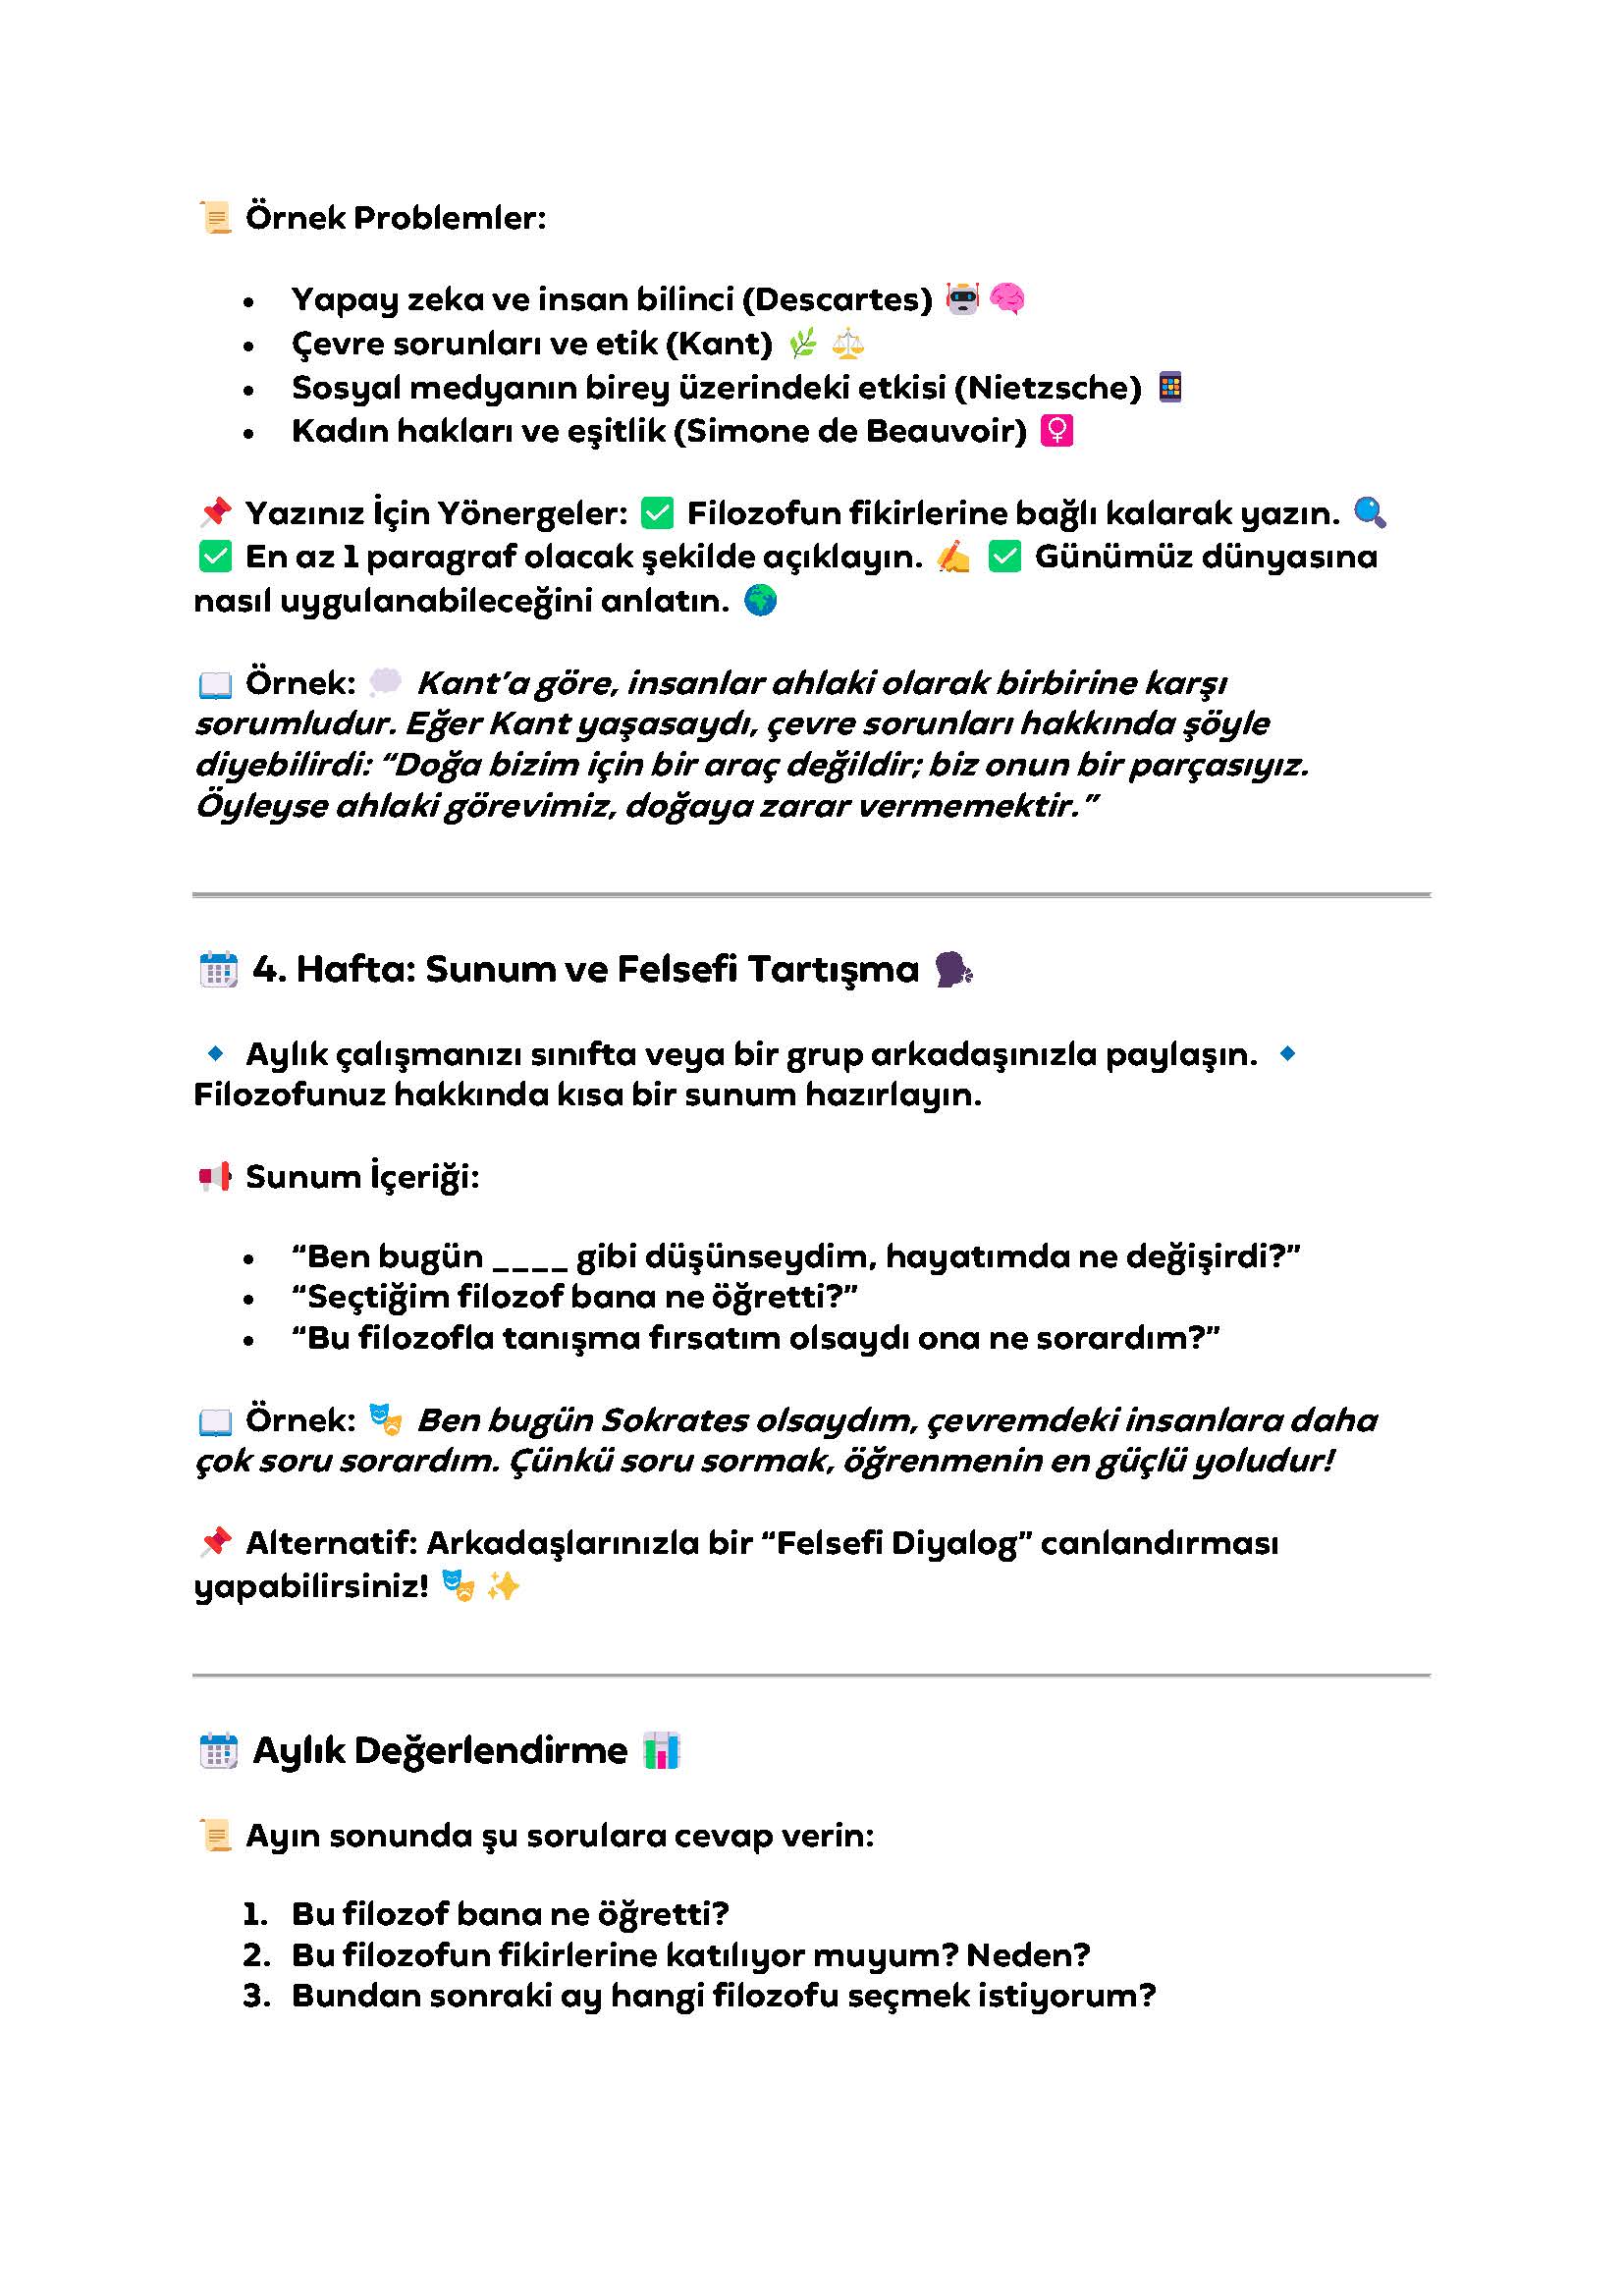 📜 Örnek Problemler:
• Yapay zeka ve insan bilinci (Descartes) 🤖 🧠
• Çevre sorunları ve etik (Kant) 🌿 ⚖️
• Sosyal medyanın birey üzerindeki etkisi (Nietzsche) 📱
• Kadın hakları ve eşitlik (Simone de Beauvoir) ♀️
📌 Yazınız İçin Yönergeler: ✅ Filozofun fikirlerine bağlı kalarak yazın. 🔍
✅ En az 1 paragraf olacak şekilde açıklayın. ✍️ ✅ Günümüz dünyasına
nasıl uygulanabileceğini anlatın. 🌍
📖 Örnek: 💭 Kant’a göre, insanlar ahlaki olarak birbirine karşı
sorumludur. Eğer Kant yaşasaydı, çevre sorunları hakkında şöyle
diyebilirdi: “Doğa bizim için bir araç değildir; biz onun bir parçasıyız.
Öyleyse ahlaki görevimiz, doğaya zarar vermemektir.”
📅 4. Hafta: Sunum ve Felsefi Tartışma 🗣️
🔹 Aylık çalışmanızı sınıfta veya bir grup arkadaşınızla paylaşın. 🔹
Filozofunuz hakkında kısa bir sunum hazırlayın.
📢 Sunum İçeriği:
• “Ben bugün ____ gibi düşünseydim, hayatımda ne değişirdi?”
• “Seçtiğim filozof bana ne öğretti?”
• “Bu filozofla tanışma fırsatım olsaydı ona ne sorardım?”
📖 Örnek: 🎭 Ben bugün Sokrates olsaydım, çevremdeki insanlara daha
çok soru sorardım. Çünkü soru sormak, öğrenmenin en güçlü yoludur!
📌 Alternatif: Arkadaşlarınızla bir “Felsefi Diyalog” canlandırması
yapabilirsiniz! 🎭 ✨
📅 Aylık Değerlendirme 📊
📜 Ayın sonunda şu sorulara cevap verin:
1. Bu filozof bana ne öğretti?
2. Bu filozofun fikirlerine katılıyor muyum? Neden?
3. Bundan sonraki ay hangi filozofu seçmek istiyorum?